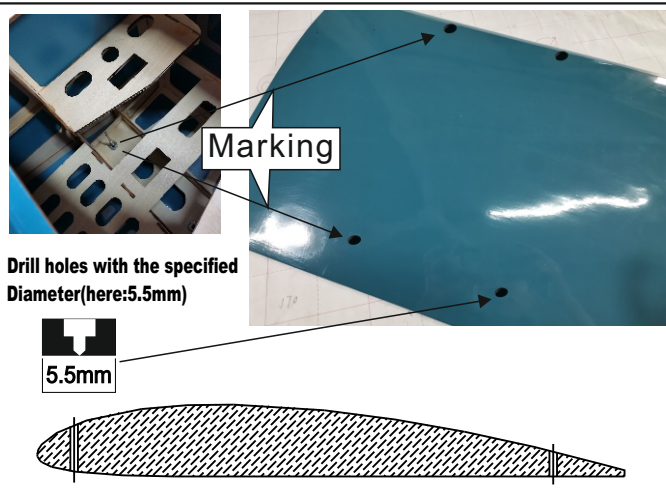 Marking
Drill holes with the specified
Diameter(here:5.5mm)
5.5mm
170